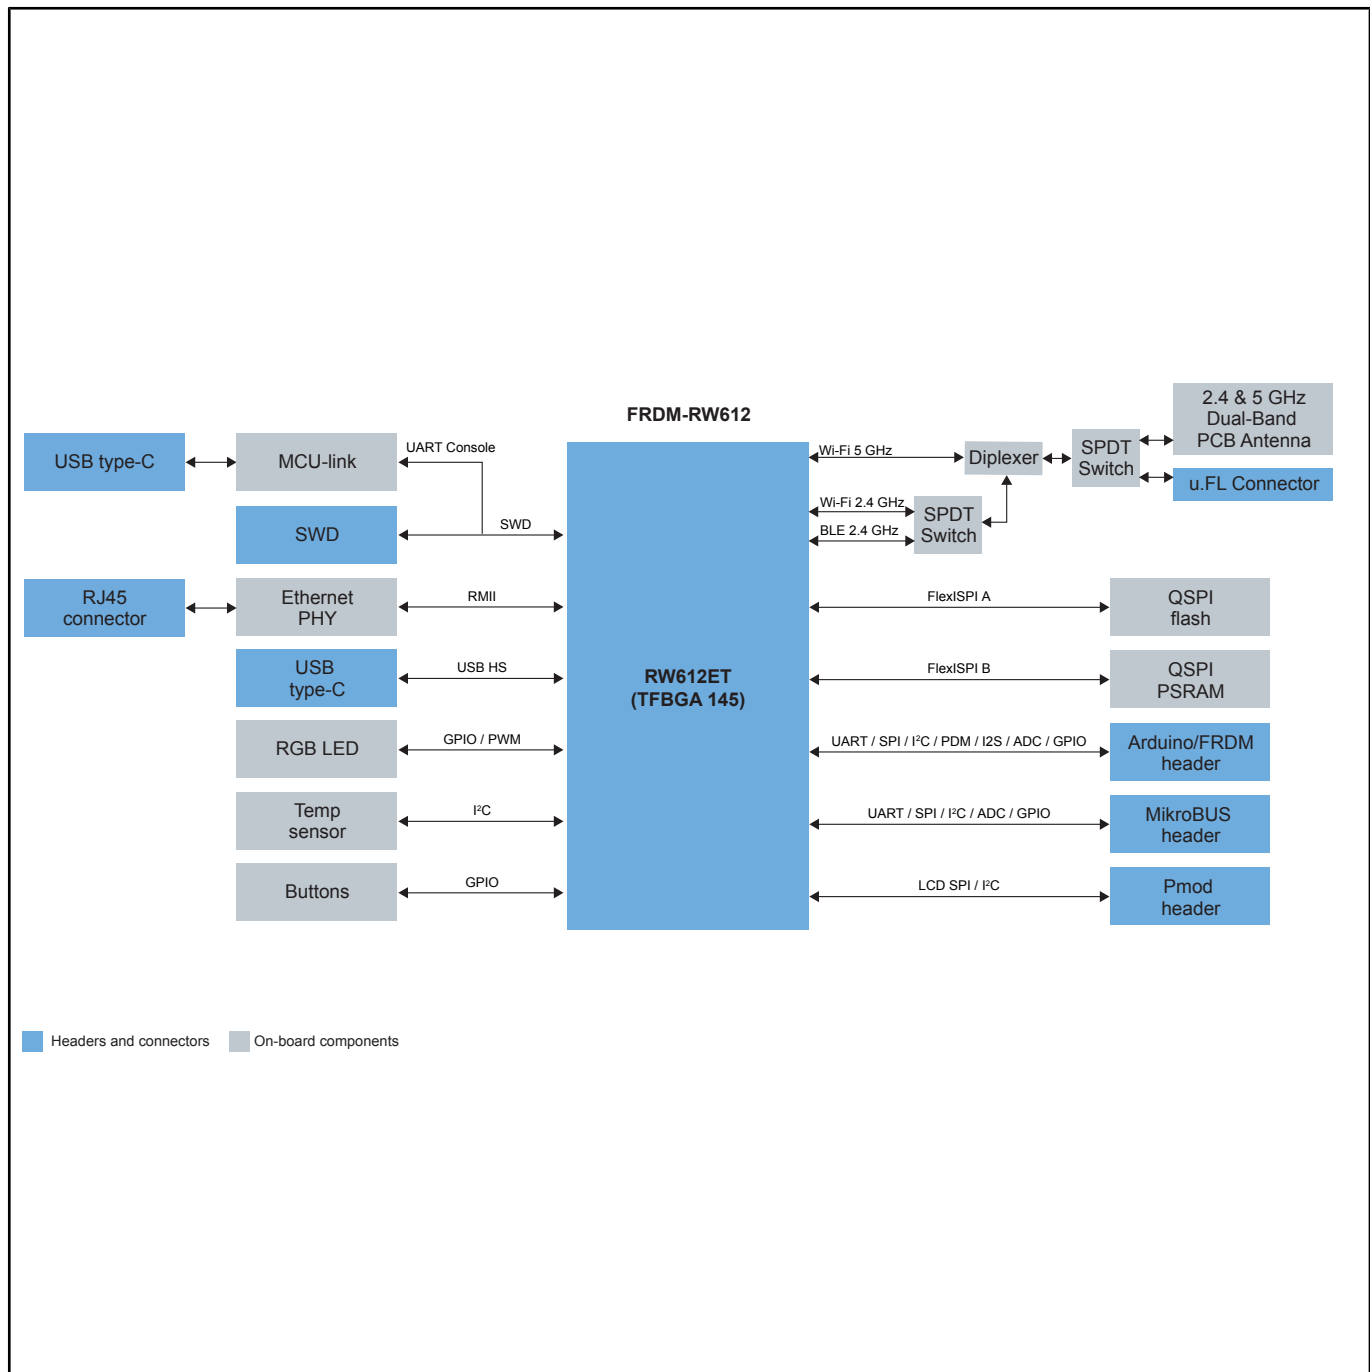 FRDM-RW612
USB type-C
MCU-link
UART Console
SWD
SWD
RJ45
connector
Ethernet
PHY
RMII
USB
type-C
USB HS
RGB LED
GPIO / PWM
Temp
sensor
I²C
Buttons
GPIO
RW612ET
(TFBGA 145)
Wi-Fi 5 GHz
Diplexer
SPDT
Switch
2.4 & 5 GHz
Dual-Band
PCB Antenna
u.FL Connector
Wi-Fi 2.4 GHz
BLE 2.4 GHz
SPDT
Switch
FlexISPI A
QSPI
flash
FlexISPI B
QSPI
PSRAM
UART / SPI / I²C / PDM / I2S / ADC / GPIO
Arduino/FRDM
header
UART / SPI / I²C / ADC / GPIO
MikroBUS
header
LCD SPI / I²C
Pmod
header
Headers and connectors
On-board components